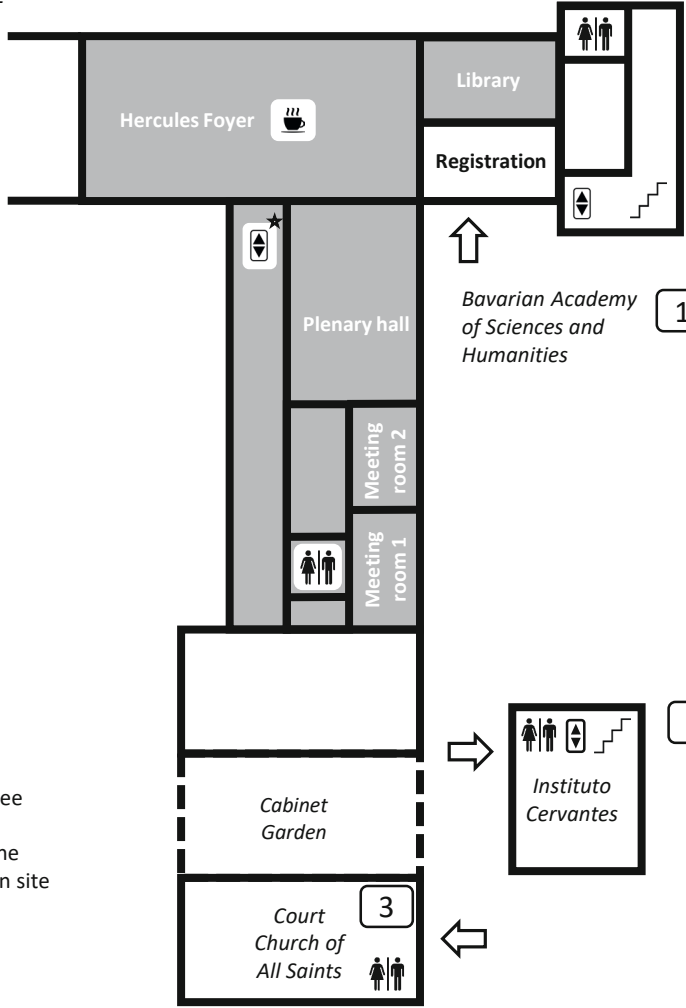 Library
Hercules Foyer
Registration
Bavarian Academy
of Sciences and
Humanities
1
Plenary hall
Meeting
room 2
Meeting
room 1
Instituto
Cervantes
Cabinet
Garden
n site
3
Court
Church of
All Saints